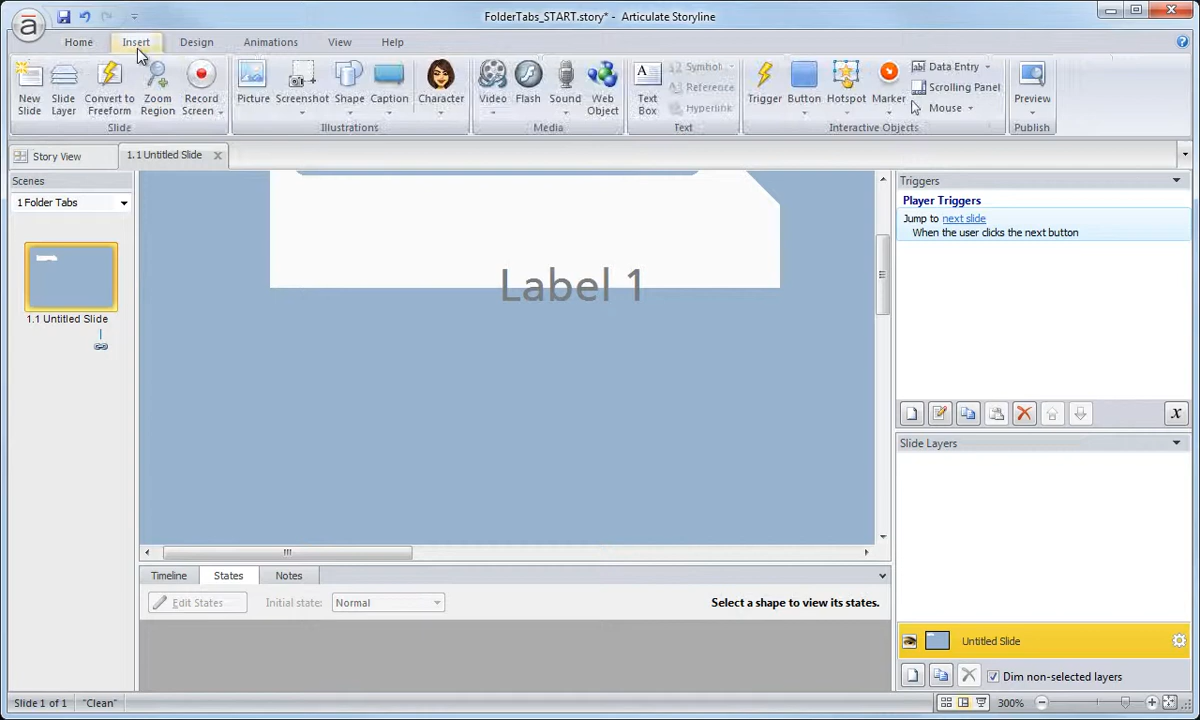 FolderTabs_START.story* - Articulate Storyline
Home Insert Design Animations View Help
New Slide
Slide Layer
Convert to Freeform
Zoom Region
Record Screen
Slide
Picture
Screenshot
Shape
Caption
Character
Illustrations
Video
Flash
Sound
Web Object
Media
Text Box
Symbol
Reference
Hyperlink
Text
Trigger
Button
Hotspot
Marker
Data Entry
Scrolling Panel
Mouse
Interactive Objects
Preview
Publish
Story View
1.1 Untitled Slide
Scenes
1 Folder Tabs
1.1 Untitled Slide
Label 1
Triggers
Player Triggers
Jump to next slide
When the user clicks the next button
Slide Layers
Untitled Slide
Dim non-selected layers
Timeline States Notes
Edit States Initial state: Normal
Select a shape to view its states.
Slide 1 of 1 "Clean" 300%